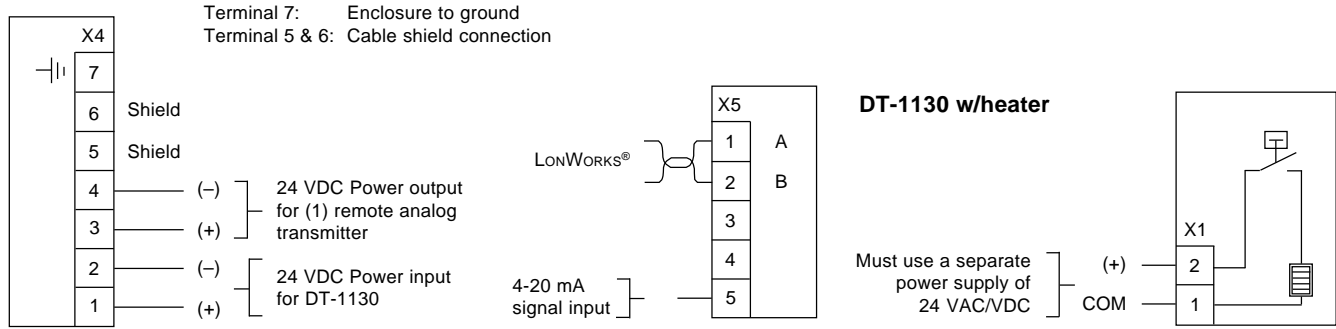 Terminal 7: Enclosure to ground
Terminal 5 & 6: Cable shield connection
X4
7
6 Shield
5 Shield
4 (–)
3 (+)
24 VDC Power output
for (1) remote analog
transmitter
2 (–)
1 (+)
24 VDC Power input
for DT-1130
X5
LONWORKS®
1 A
2 B
3
4
5
4-20 mA
signal input
DT-1130 w/heater
X1
Must use a separate
power supply of
24 VAC/VDC
(+) 2
COM 1